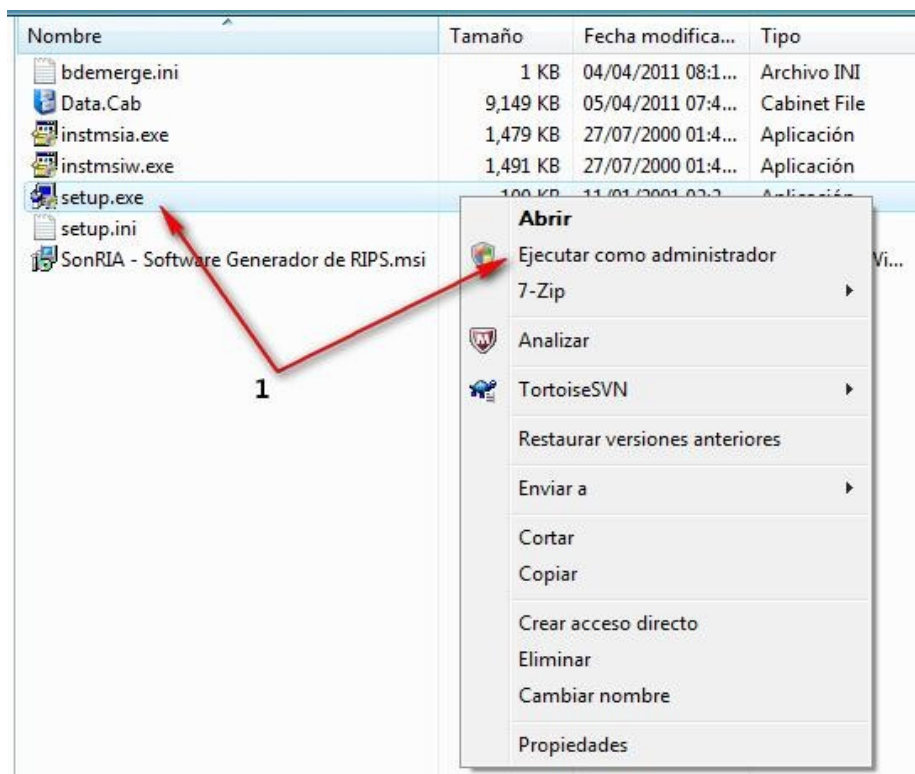 Nombre Tamaño Fecha modifica... Tipo
bdemerge.ini 1 KB 04/04/2011 08:1... Archivo INI
Data.Cab 9,149 KB 05/04/2011 07:4... Cabinet File
instmsia.exe 1,479 KB 27/07/2000 01:4... Aplicación
instmsiw.exe 1,491 KB 27/07/2000 01:4... Aplicación
setup.exe
setup.ini
SonRIA - Software Generador de RIPS.msi Wi...
1
Abrir
Ejecutar como administrador
7-Zip
Analizar
TortoiseSVN
Restaurar versiones anteriores
Enviar a
Cortar
Copiar
Crear acceso directo
Eliminar
Cambiar nombre
Propiedades